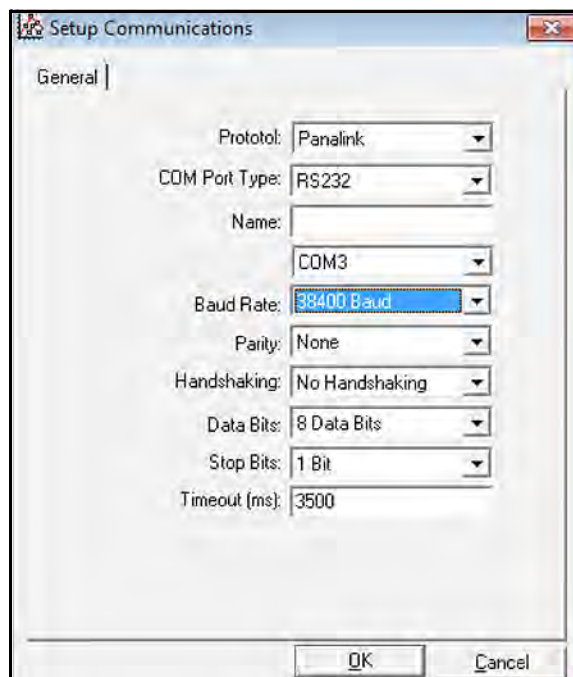 Setup Communications
General
Prototol: Panalink
COM Port Type: RS232
Name:
COM3
Baud Rate: 38400 Baud
Parity: None
Handshaking: No Handshaking
Data Bits: 8 Data Bits
Stop Bits: 1 Bit
Timeout (ms): 3500
OK Cancel